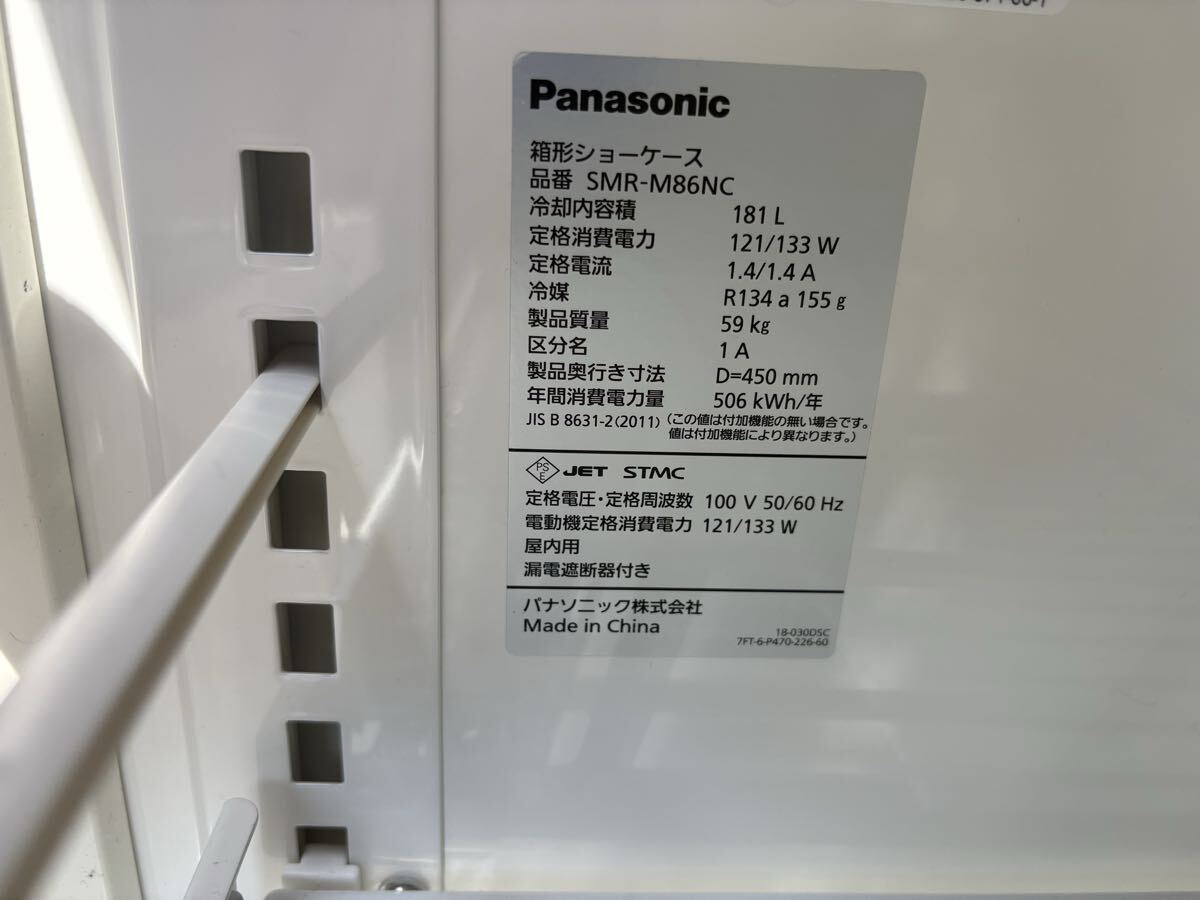 Panasonic
箱形ショーケース
品番 SMR-M86NC
冷却内容積 181 L
定格消費電力 121/133 W
定格電流 1.4/1.4 A
冷媒 R134 a 155 g
製品質量 59 kg
区分名 1 A
製品奥行き寸法 D=450 mm
年間消費電力量 506 kWh/年
JIS B 8631-2(2011) (この値は付加機能の無い場合です。
値は付加機能により異なります。)
PS E JET STMC
定格電圧・定格周波数 100 V 50/60 Hz
電動機定格消費電力 121/133 W
屋内用
漏電遮断器付き
パナソニック株式会社
Made in China
18-030DSC
7FT-6-P470-226-60